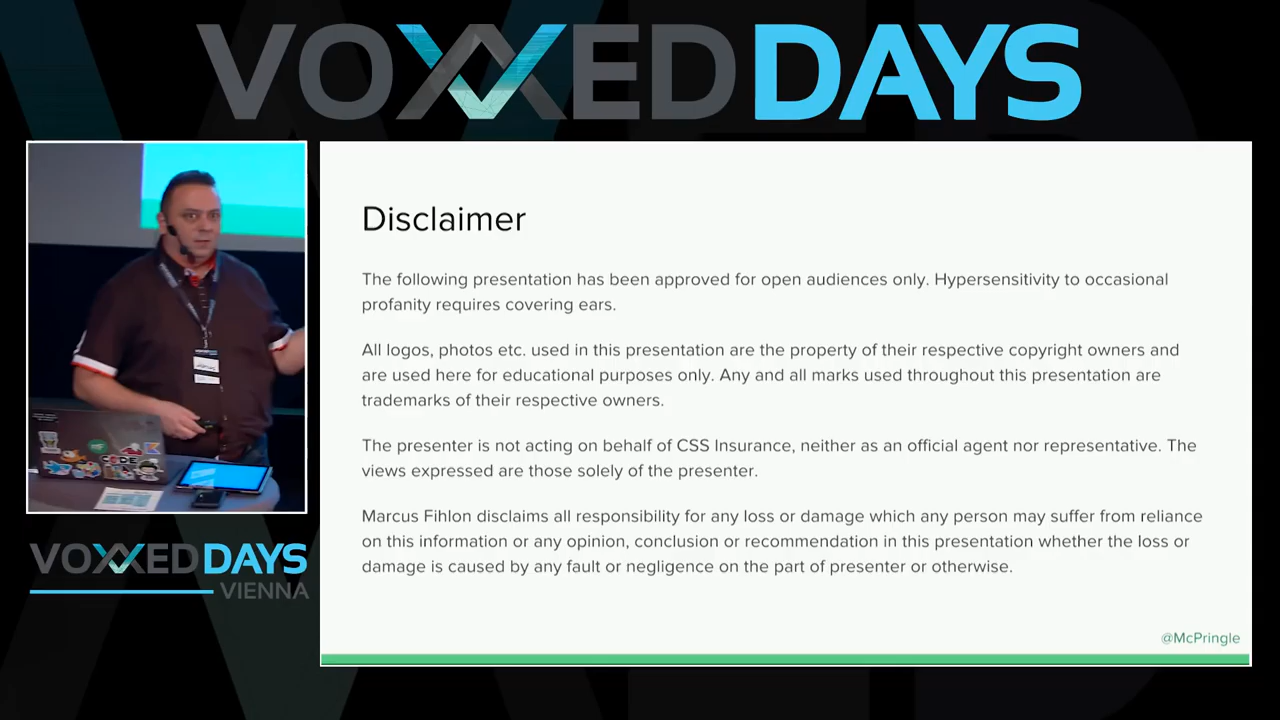 VOXXED DAYS
Disclaimer
The following presentation has been approved for open audiences only. Hypersensitivity to occasional
profanity requires covering ears.
All logos, photos etc. used in this presentation are the property of their respective copyright owners and
are used here for educational purposes only. Any and all marks used throughout this presentation are
trademarks of their respective owners.
The presenter is not acting on behalf of CSS Insurance, neither as an official agent nor representative. The
views expressed are those solely of the presenter.
Marcus Fihlon disclaims all responsibility for any loss or damage which any person may suffer from reliance
on this information or any opinion, conclusion or recommendation in this presentation whether the loss or
damage is caused by any fault or negligence on the part of presenter or otherwise.
@McPringle
CODE
VOXXED DAYS
VIENNA